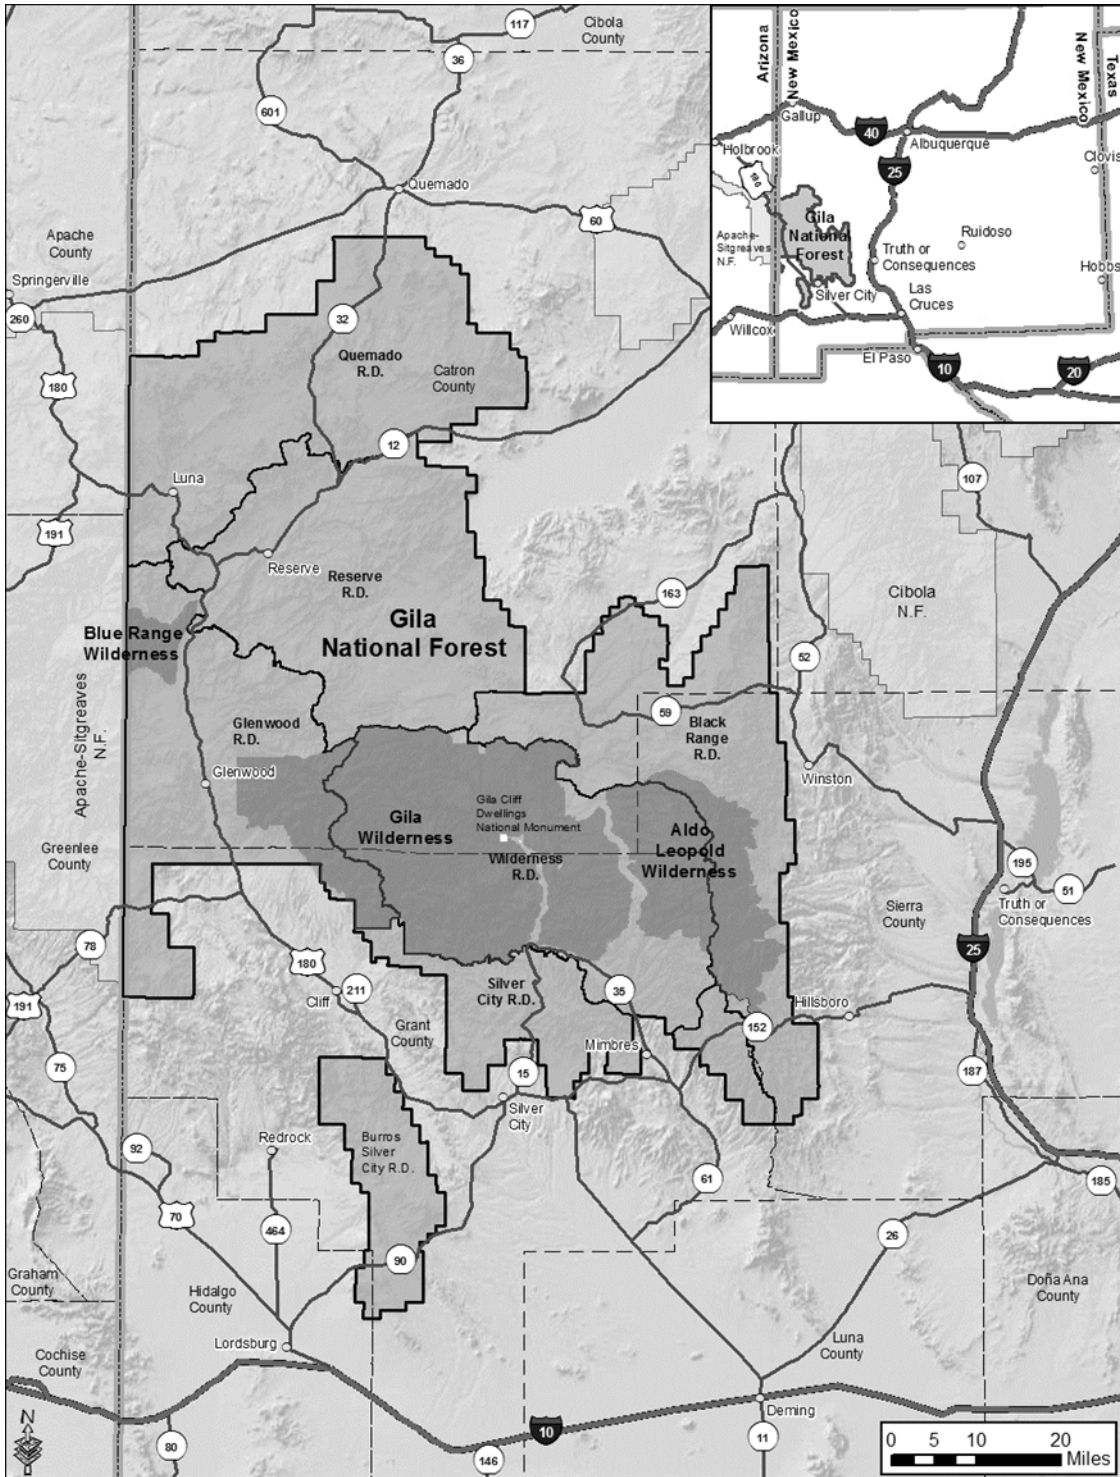 117
Cibola
County
36
601
Quemado
60
Apache
County
Springerville
260
32
180
Quemado
R.D.
Catron
County
12
Luna
191
Reserve
Reserve
R.D.
Gila
National Forest
Blue Range
Wilderness
163
107
Cibola
N.F.
52
59
Black
Range
R.D.
Winston
Apache-Sitgreaves
N.F.
Glenwood
R.D.
Glenwood
Gila Cliff
Dwellings
National Monument
Gila
Wilderness
Wilderness
R.D.
Aldo
Leopold
Wilderness
Greenlee
County
195
51
Truth or
Consequences
Sierra
County
25
78
180
191
211
Cliff
Silver
City R.D.
35
Hillsboro
152
Grant
County
Mimbres
75
15
187
Silver
City
92
Redrock
Burros
Silver
City R.D.
61
185
70
464
26
90
Graham
County
Hidalgo
County
Doña Ana
County
Lordsburg
Luna
County
Cochise
County
Deming
N
80
10
146
11
0 5 10 20
Miles
Arizona
New Mexico
New Mexico
Texas
Gallup
40
Albuquerque
Holbrook
180
25
Clovis
Gila
National
Forest
Apache-
Sitgreaves
N.F.
Ruidoso
Truth or
Consequences
Hobbs
Silver City
Las
Cruces
Willcox
El Paso
10
20